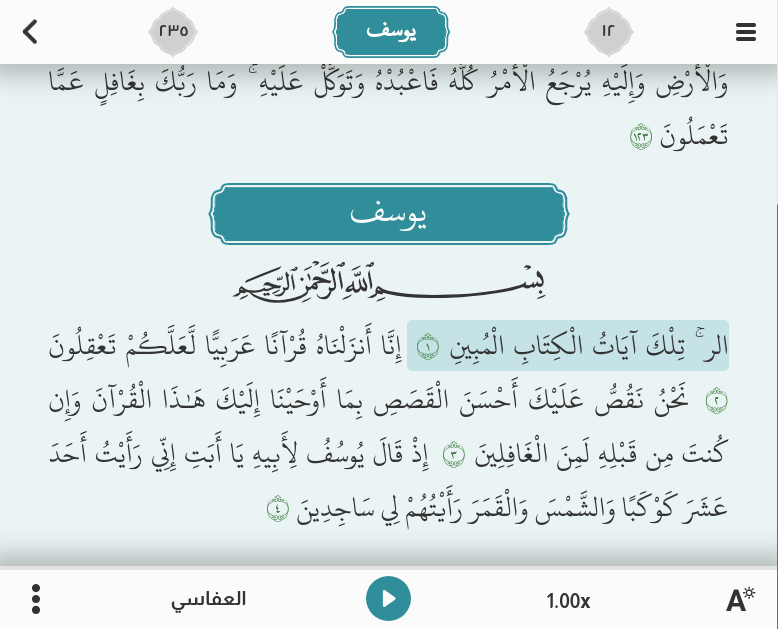 ١٢ يوسف ٢٣٥
وَالْأَرْضِ وَإِلَيْهِ يُرْجَعُ الْأَمْرُ كُلُّهُ فَاعْبُدْهُ وَتَوَكَّلْ عَلَيْهِ ۚ وَمَا رَبُّكَ بِغَافِلٍ عَمَّا
تَعْمَلُونَ ١٢٣
يوسف
بِسْمِ اللَّهِ الرَّحْمَٰنِ الرَّحِيمِ
الر ۚ تِلْكَ آيَاتُ الْكِتَابِ الْمُبِينِ ١ إِنَّا أَنزَلْنَاهُ قُرْآنًا عَرَبِيًّا لَّعَلَّكُمْ تَعْقِلُونَ
٢ نَحْنُ نَقُصُّ عَلَيْكَ أَحْسَنَ الْقَصَصِ بِمَا أَوْحَيْنَا إِلَيْكَ هَـٰذَا الْقُرْآنَ وَإِن
كُنتَ مِن قَبْلِهِ لَمِنَ الْغَافِلِينَ ٣ إِذْ قَالَ يُوسُفُ لِأَبِيهِ يَا أَبَتِ إِنِّي رَأَيْتُ أَحَدَ
عَشَرَ كَوْكَبًا وَالشَّمْسَ وَالْقَمَرَ رَأَيْتُهُمْ لِي سَاجِدِينَ ٤
A 1.00x العفاسي